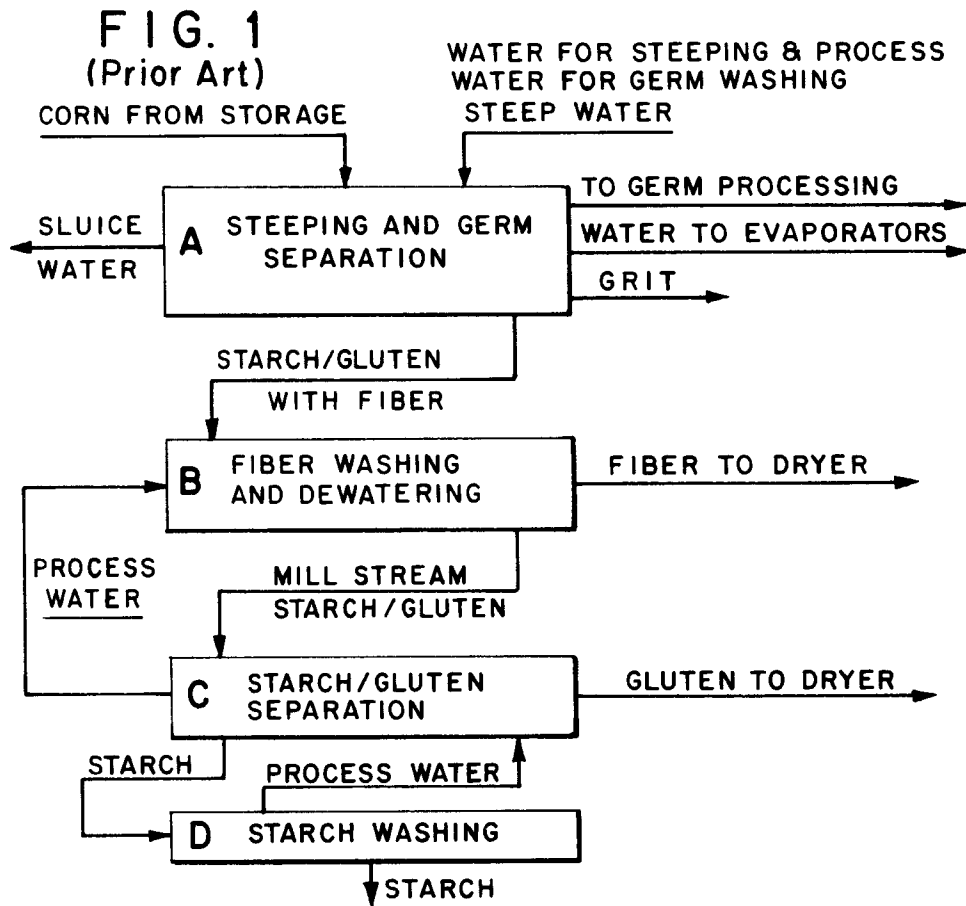 FIG. 1
(Prior Art)
WATER FOR STEEPING & PROCESS
WATER FOR GERM WASHING
STEEP WATER
CORN FROM STORAGE
A
STEEPING AND GERM
SEPARATION
SLUICE
WATER
TO GERM PROCESSING
WATER TO EVAPORATORS
GRIT
STARCH/GLUTEN
WITH FIBER
B
FIBER WASHING
AND DEWATERING
FIBER TO DRYER
PROCESS
WATER
MILL STREAM
STARCH/GLUTEN
C
STARCH/GLUTEN
SEPARATION
GLUTEN TO DRYER
STARCH
PROCESS WATER
D
STARCH WASHING
STARCH